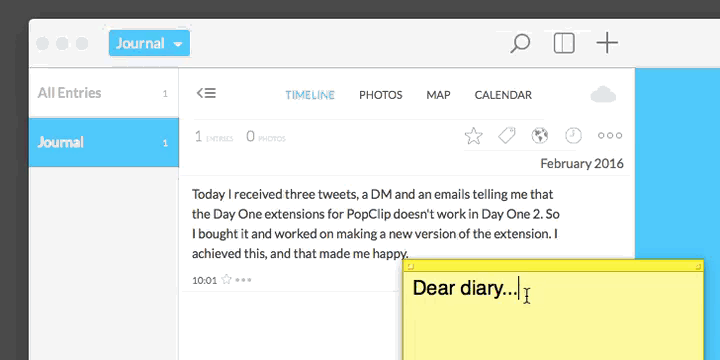 Journal
All Entries 1
Journal 1
TIMELINE PHOTOS MAP CALENDAR
1 ENTRIES 0 PHOTOS
February 2016
Today I received three tweets, a DM and an emails telling me that
the Day One extensions for PopClip doesn't work in Day One 2. So
I bought it and worked on making a new version of the extension. I
achieved this, and that made me happy.
10:01
Dear diary...